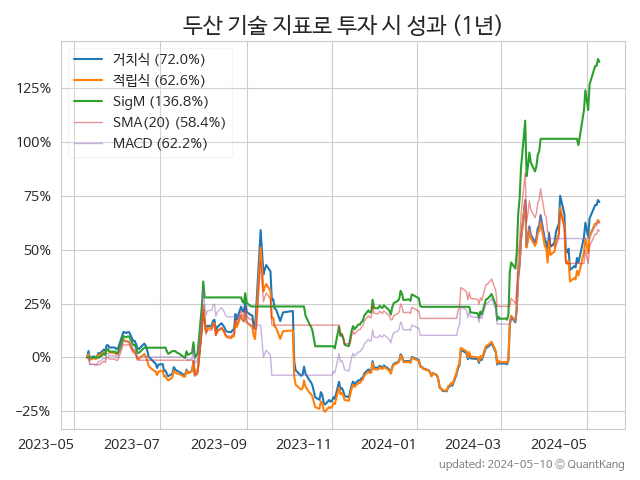 두산 기술 지표로 투자 시 성과 (1년)
거치식 (72.0%)
적립식 (62.6%)
SigM (136.8%)
SMA(20) (58.4%)
MACD (62.2%)
125%
100%
75%
50%
25%
0%
−25%
2023−05 2023−07 2023−09 2023−11 2024−01 2024−03 2024−05
updated: 2024-05-10 © QuantKang